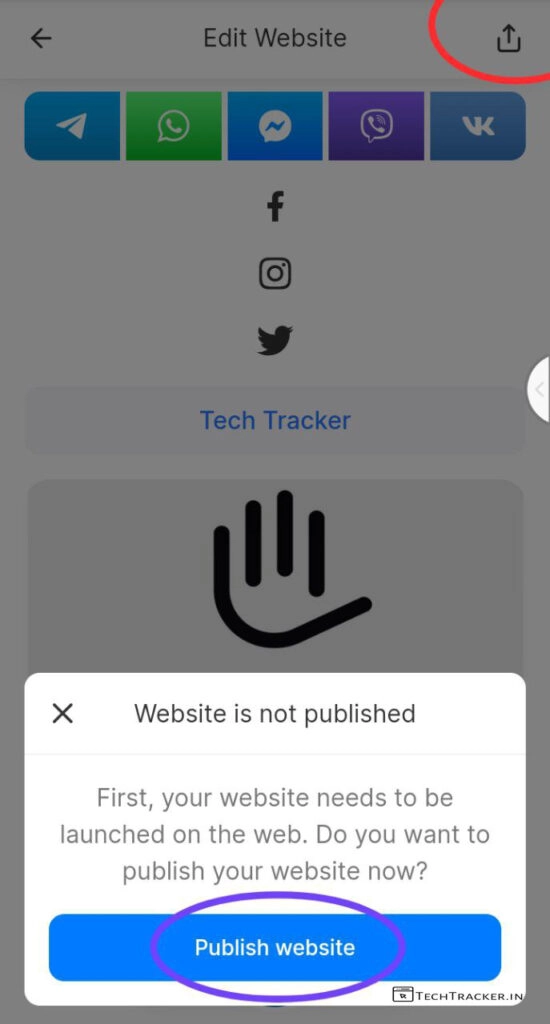 Edit Website
Tech Tracker
Website is not published
First, your website needs to be
launched on the web. Do you want to
publish your website now?
Publish website
TECHTRACKER.IN